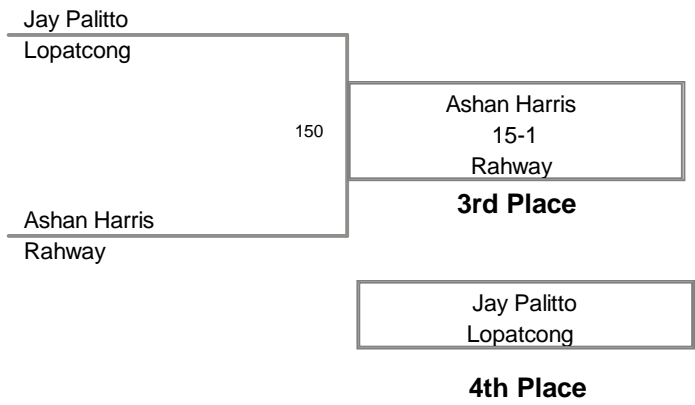 Jay Palitto
Lopatcong
150
Ashan Harris
15-1
Rahway
3rd Place
Ashan Harris
Rahway
Jay Palitto
Lopatcong
4th Place